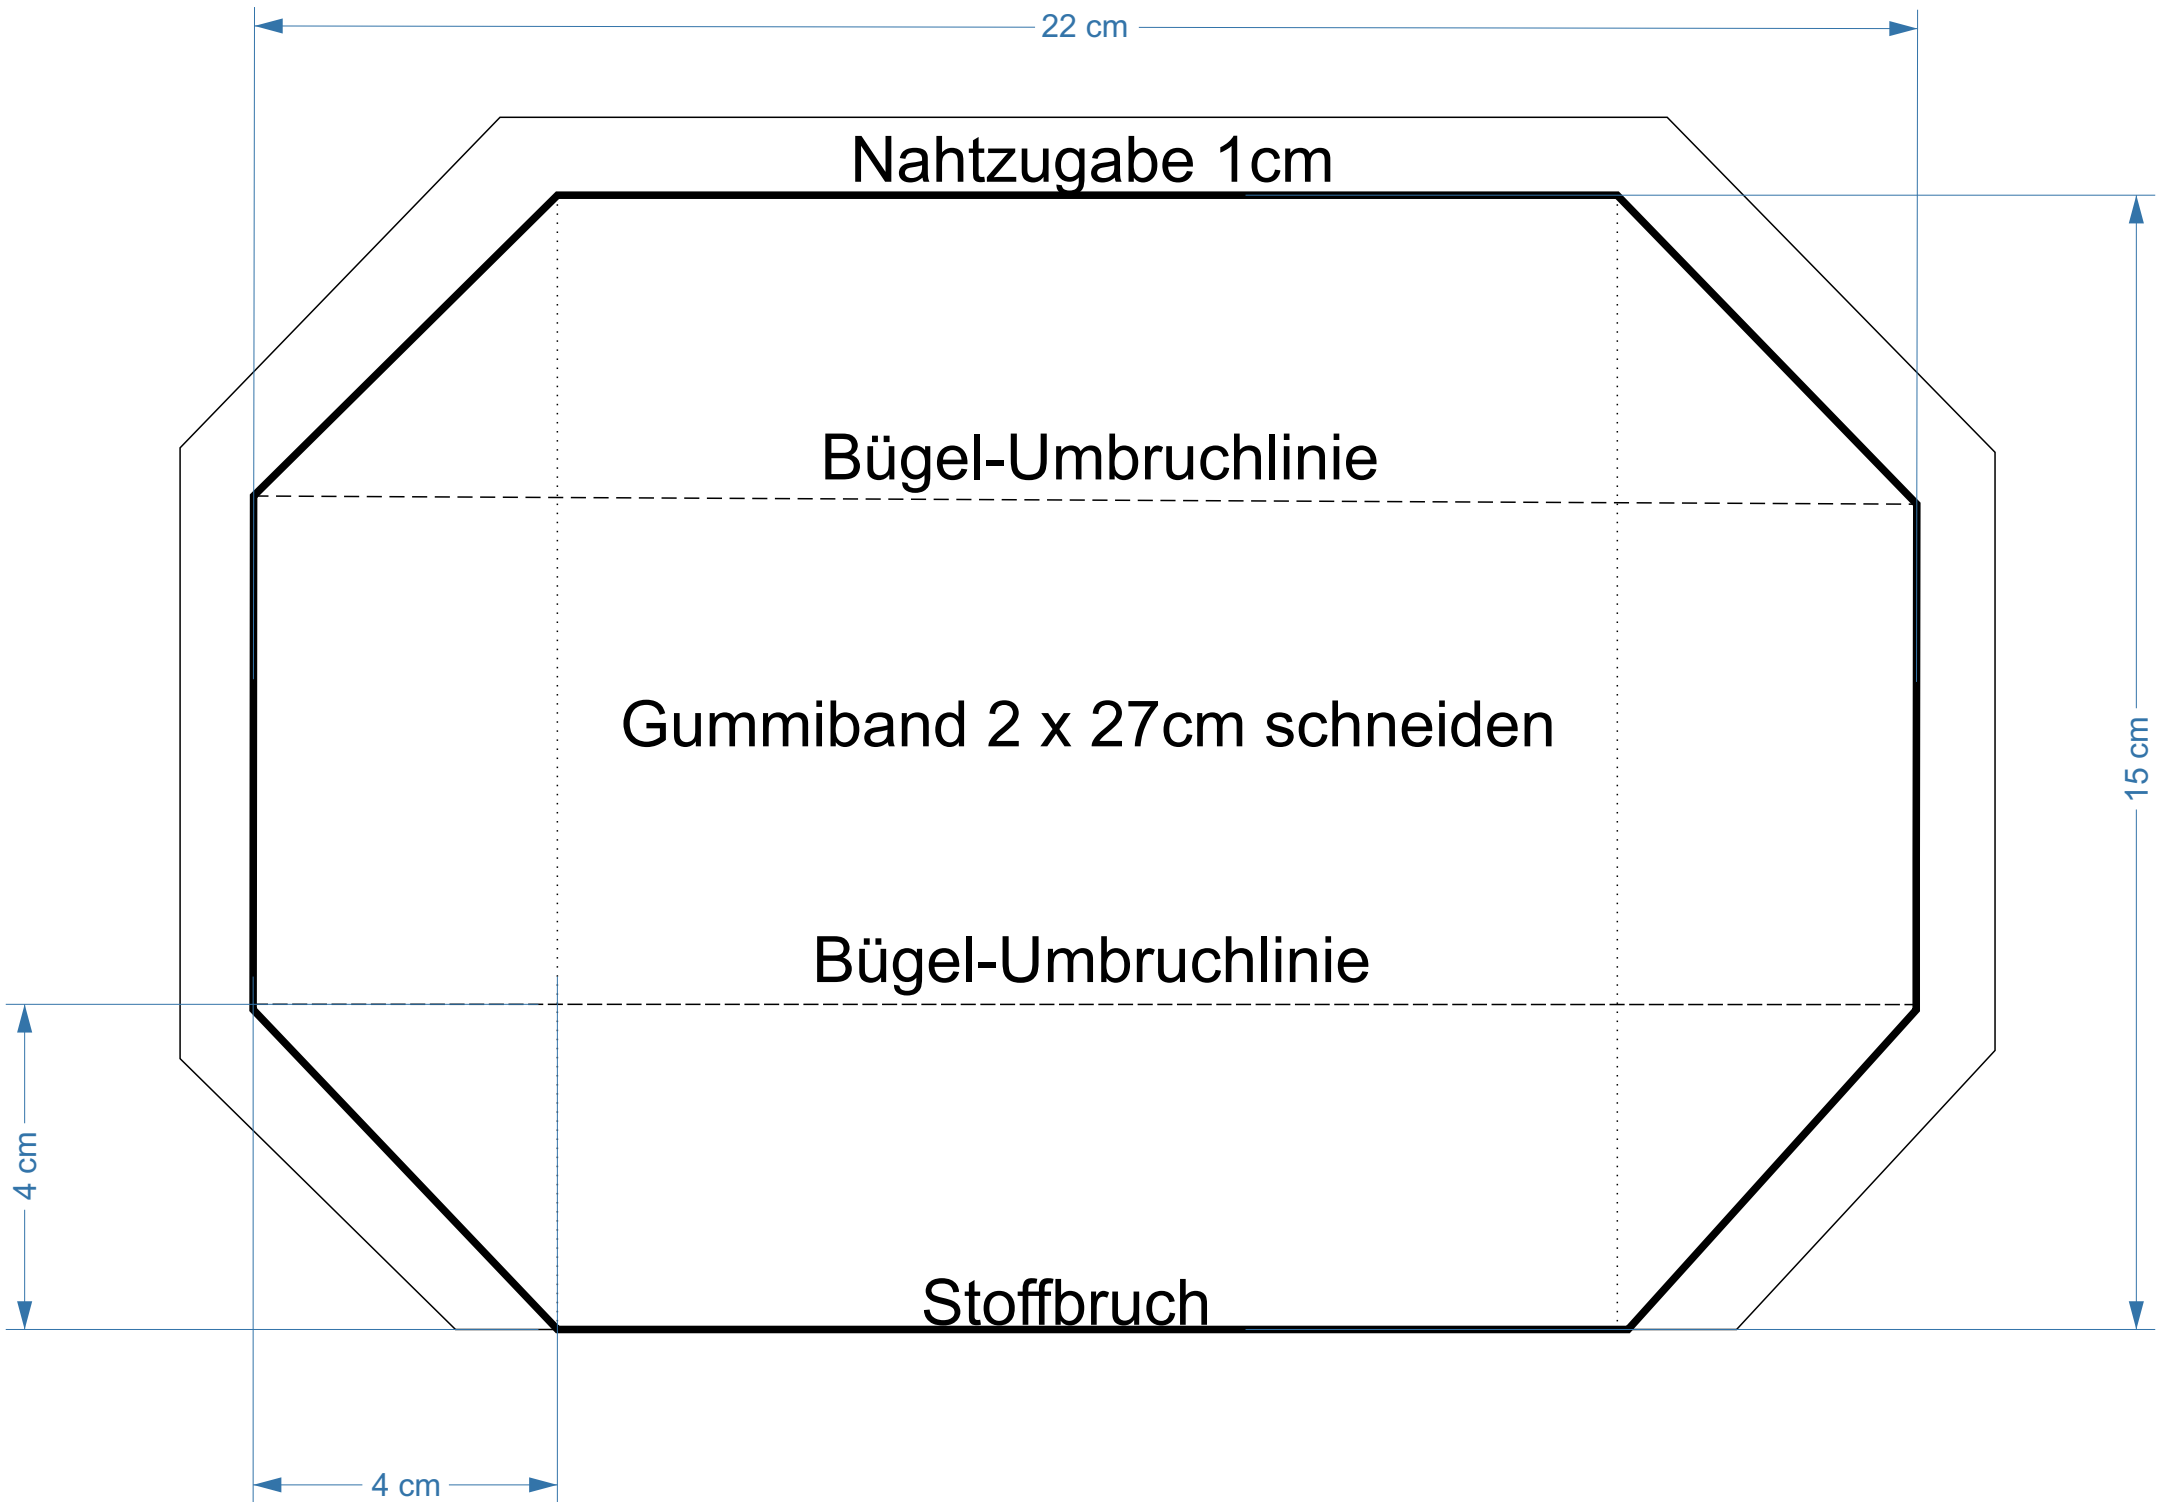 22 cm
Nahtzugabe 1cm
Bügel-Umbruchlinie
Gummiband 2 x 27cm schneiden
15 cm
Bügel-Umbruchlinie
4 cm
Stoffbruch
4 cm